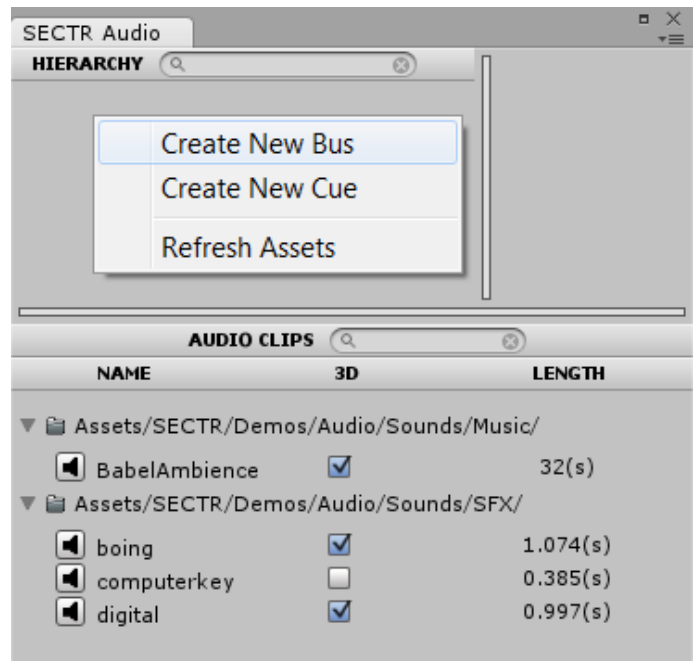 SECTR Audio
HIERARCHY
Create New Bus
Create New Cue
Refresh Assets
AUDIO CLIPS
NAME 3D LENGTH
Assets/SECTR/Demos/Audio/Sounds/Music/
BabelAmbience 32(s)
Assets/SECTR/Demos/Audio/Sounds/SFX/
boing 1.074(s)
computerkey 0.385(s)
digital 0.997(s)